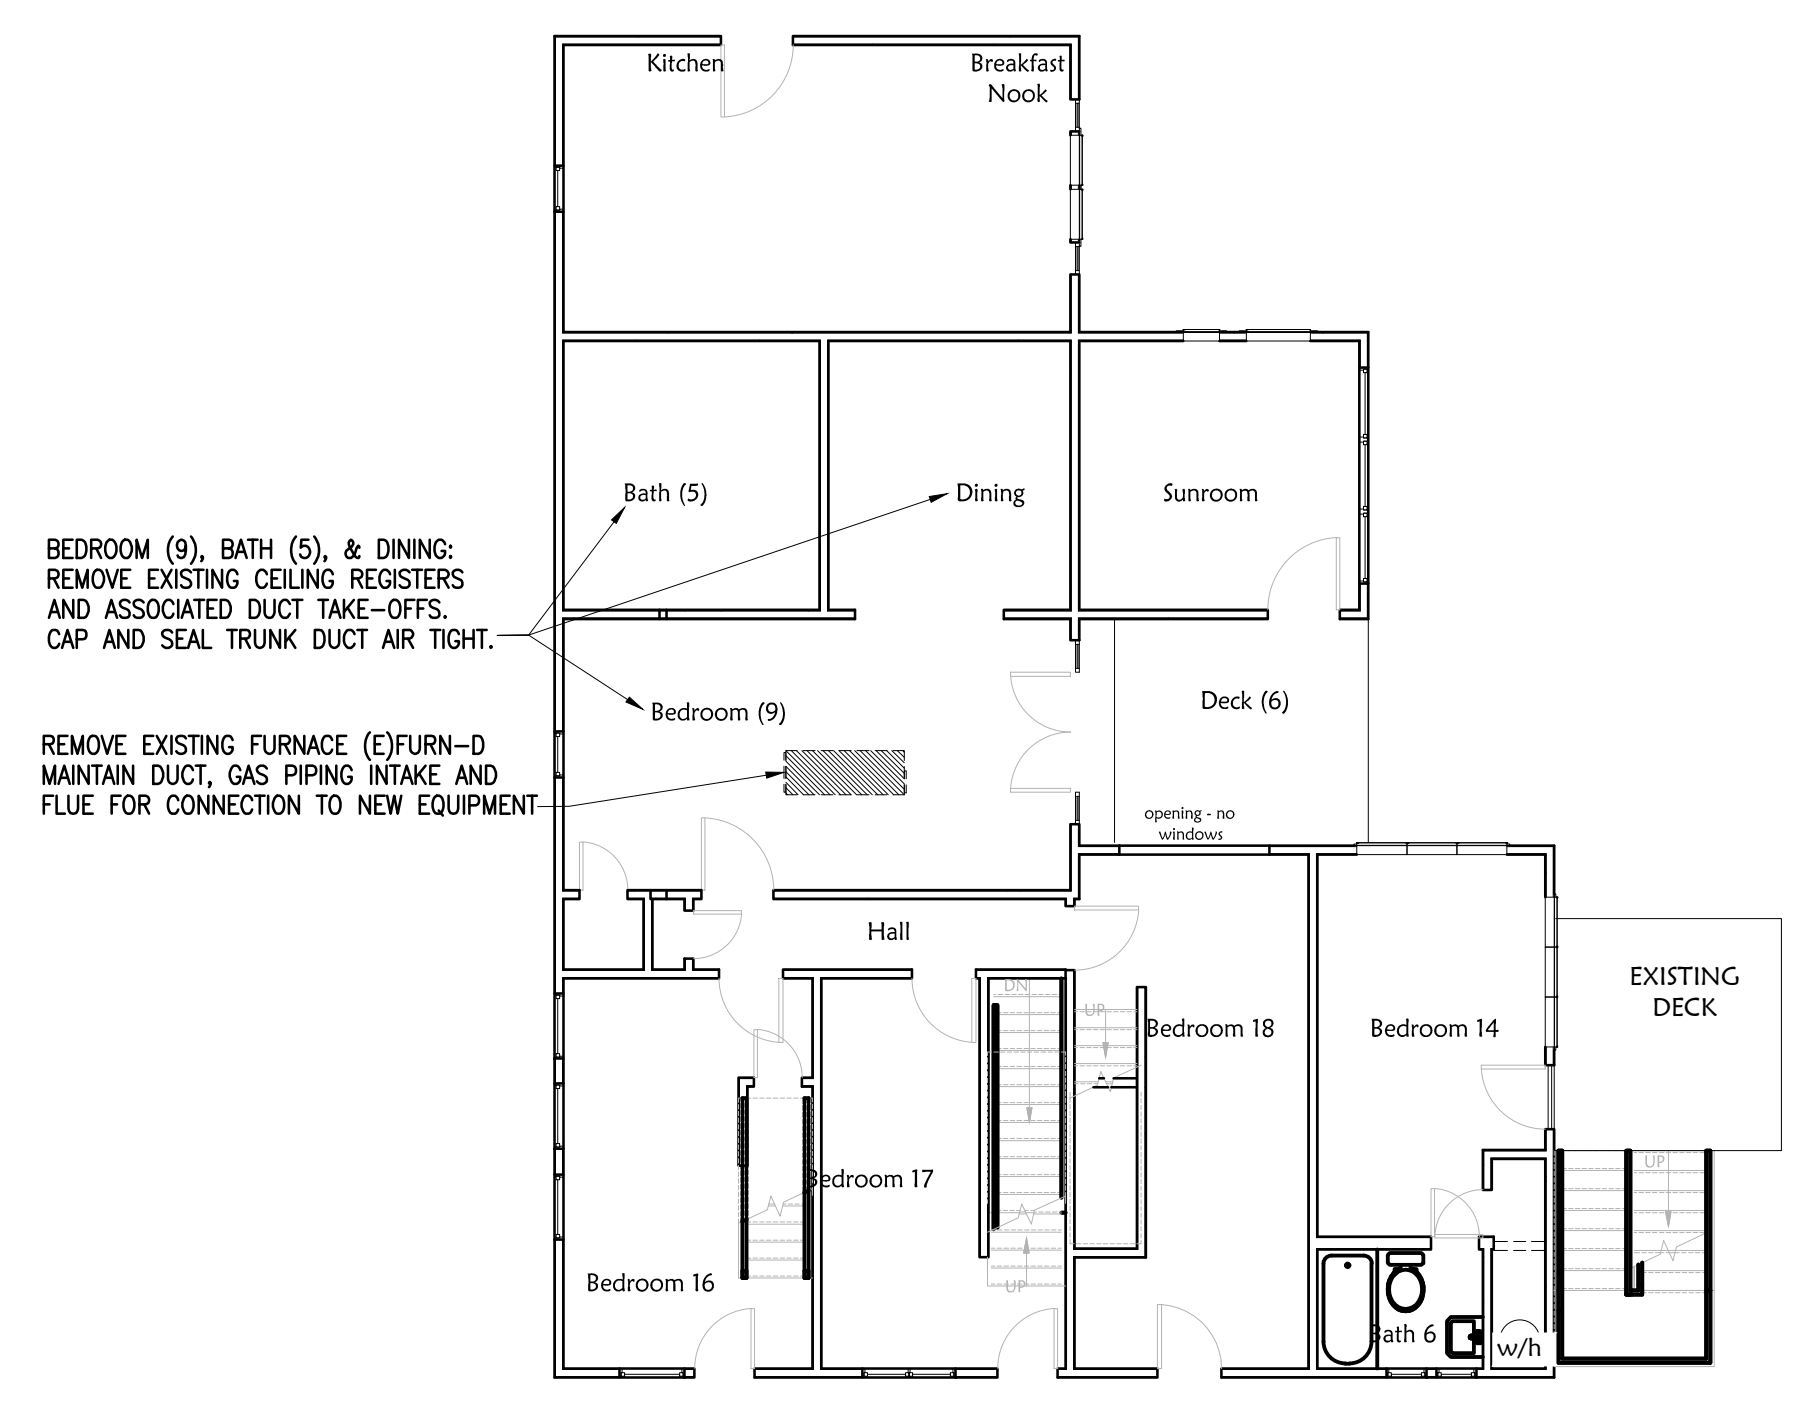 Kitchen
Breakfast
Nook
Bath (5)
Dining
Sunroom
BEDROOM (9), BATH (5), & DINING:
REMOVE EXISTING CEILING REGISTERS
AND ASSOCIATED DUCT TAKE-OFFS.
CAP AND SEAL TRUNK DUCT AIR TIGHT.
Deck (6)
Bedroom (9)
REMOVE EXISTING FURNACE (E)FURN-D
MAINTAIN DUCT, GAS PIPING INTAKE AND
FLUE FOR CONNECTION TO NEW EQUIPMENT
opening - no
windows
Hall
EXISTING
DECK
DN
UP
Bedroom 18
Bedroom 14
UP
Bedroom 17
Bedroom 16
UP
Bath 6
w/h